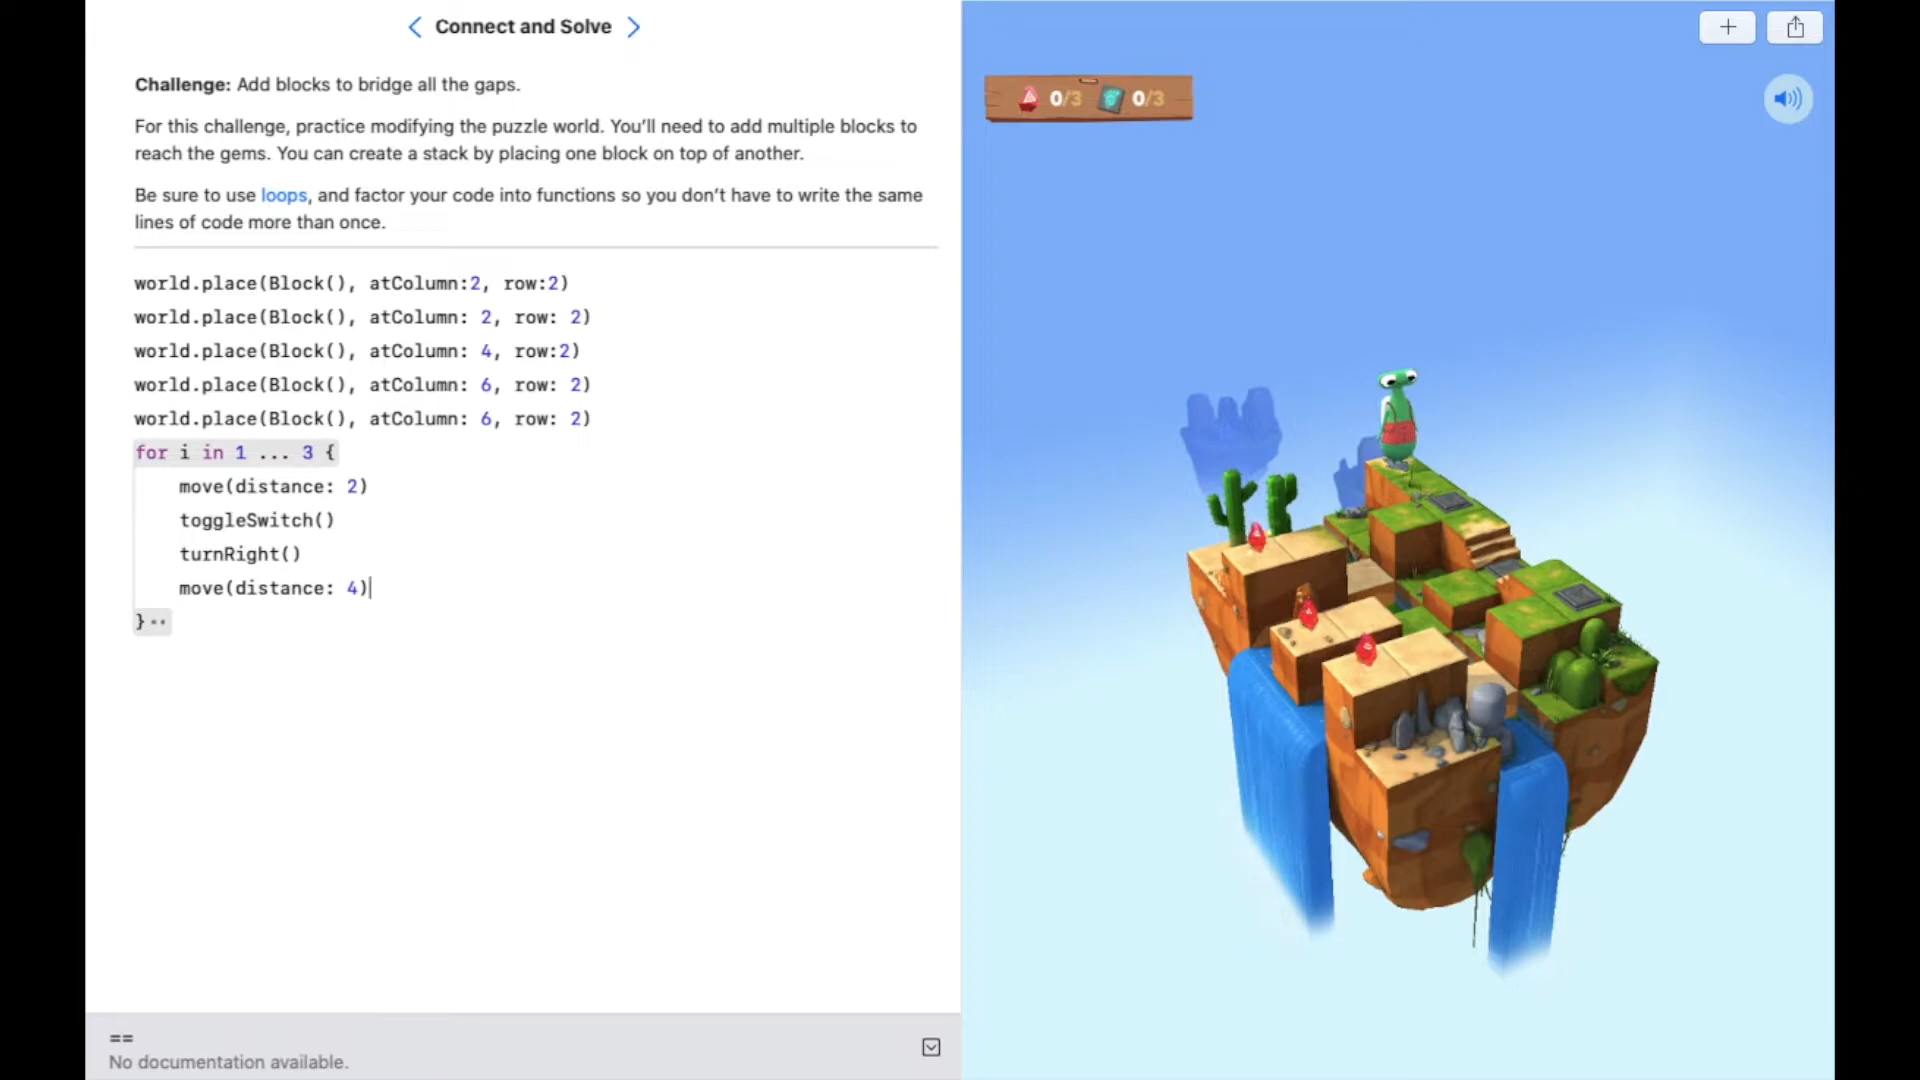 Connect and Solve
Challenge: Add blocks to bridge all the gaps.
For this challenge, practice modifying the puzzle world. You’ll need to add multiple blocks to
reach the gems. You can create a stack by placing one block on top of another.
Be sure to use loops, and factor your code into functions so you don’t have to write the same
lines of code more than once.
world.place(Block(), atColumn:2, row:2)
world.place(Block(), atColumn: 2, row: 2)
world.place(Block(), atColumn: 4, row:2)
world.place(Block(), atColumn: 6, row: 2)
world.place(Block(), atColumn: 6, row: 2)
for i in 1 ... 3 {
move(distance: 2)
toggleSwitch()
turnRight()
move(distance: 4)
}
==
No documentation available.
0/3 0/3